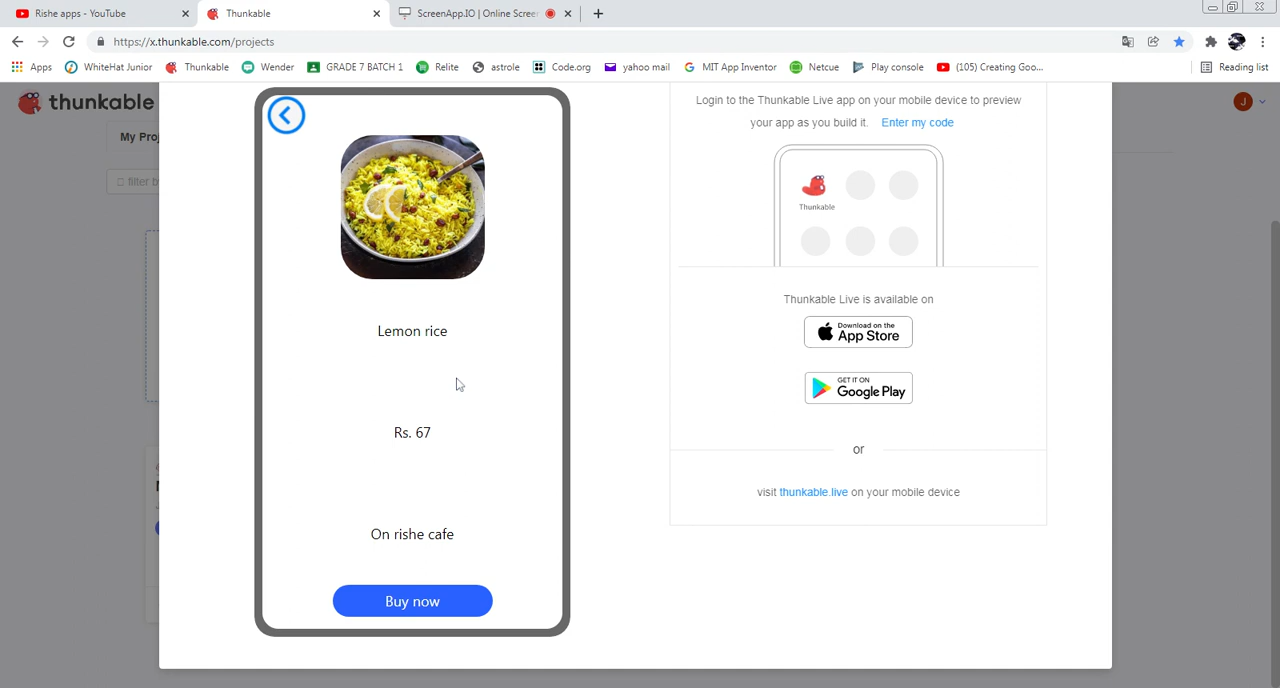 Rishe apps - YouTube
Thunkable
ScreenApp.IO | Online Screen
https://x.thunkable.com/projects
Apps
WhiteHat Junior
Thunkable
Wender
GRADE 7 BATCH 1
Relite
astrole
Code.org
yahoo mail
MIT App Inventor
Netcue
Play console
(105) Creating Goo...
Reading list
thunkable
J
My Proj
filter b
Lemon rice
Rs. 67
On rishe cafe
Buy now
Login to the Thunkable Live app on your mobile device to preview
your app as you build it. Enter my code
Thunkable
Thunkable Live is available on
Download on the
App Store
GET IT ON
Google Play
or
visit thunkable.live on your mobile device